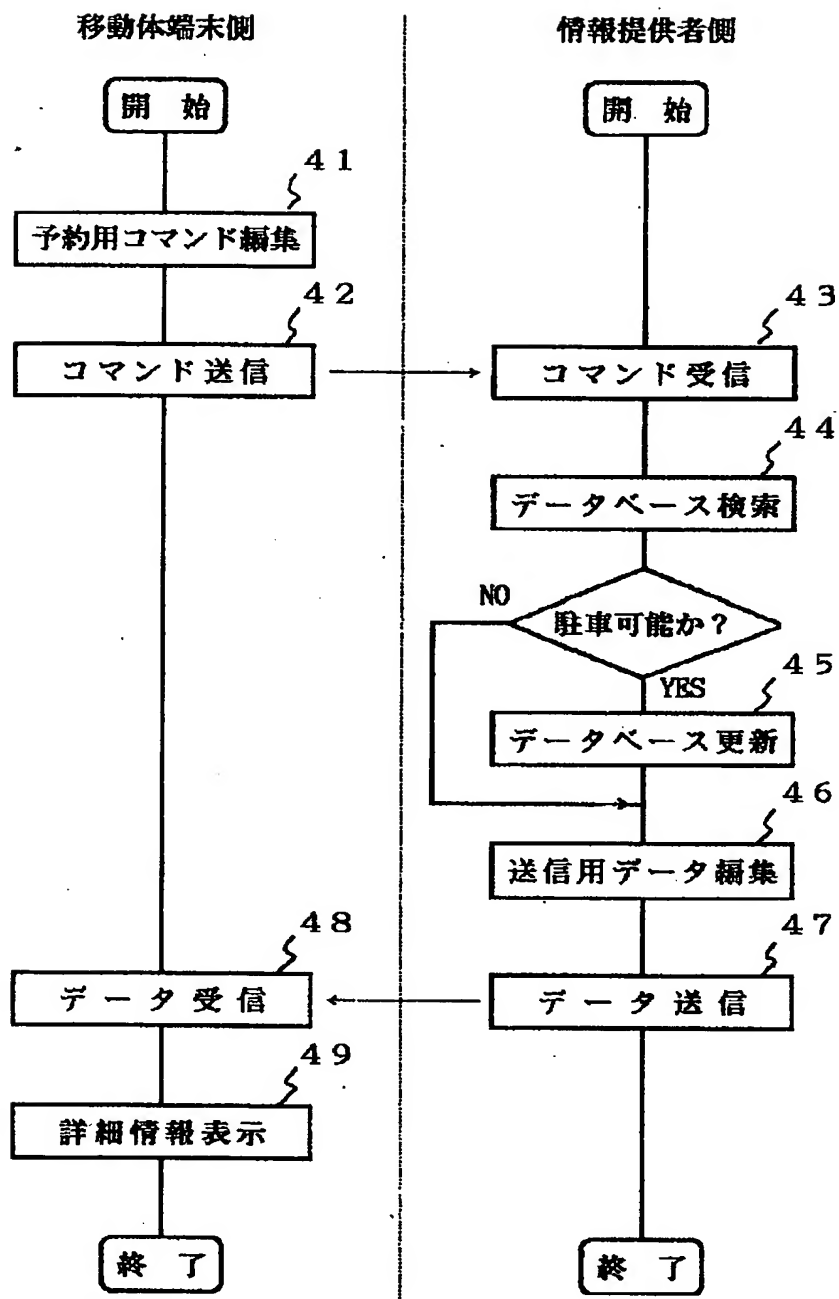 移動体端末側
情報提供者側
開 始
開 始
41
予約用コマンド編集
42
コマンド送信
43
コマンド受信
44
データベース検索
駐車可能か?
NO
YES
45
データベース更新
46
送信用データ編集
47
データ送信
48
データ受信
49
詳細情報表示
終 了
終 了